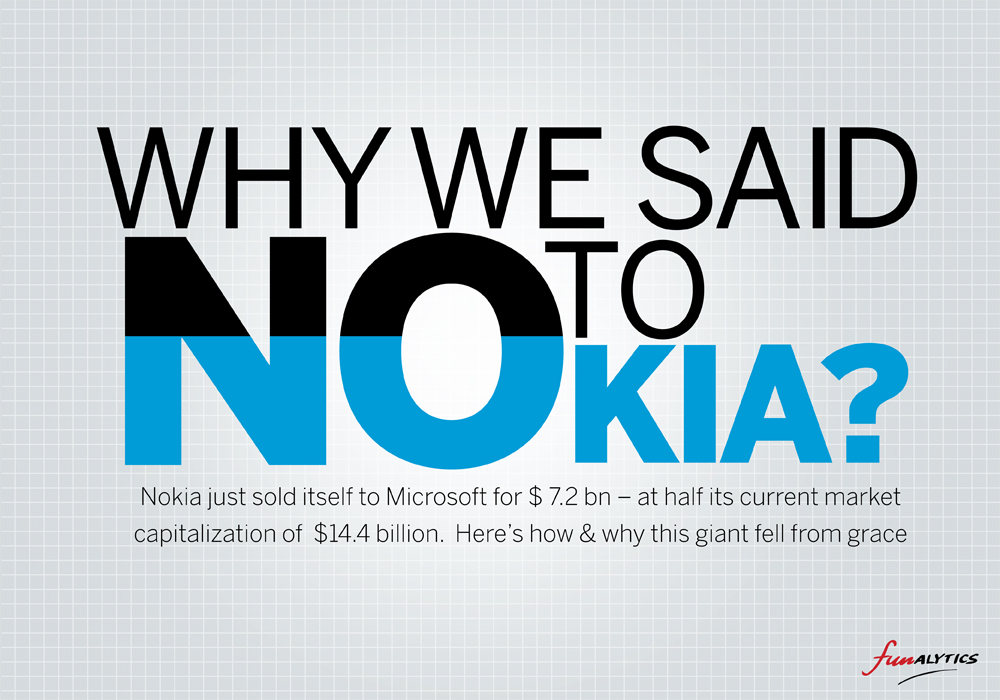 WHY WE SAID
NO TO
KIA?
Nokia just sold itself to Microsoft for $ 7.2 bn – at half its current market
capitalization of $14.4 billion. Here's how & why this giant fell from grace
funALYTICS